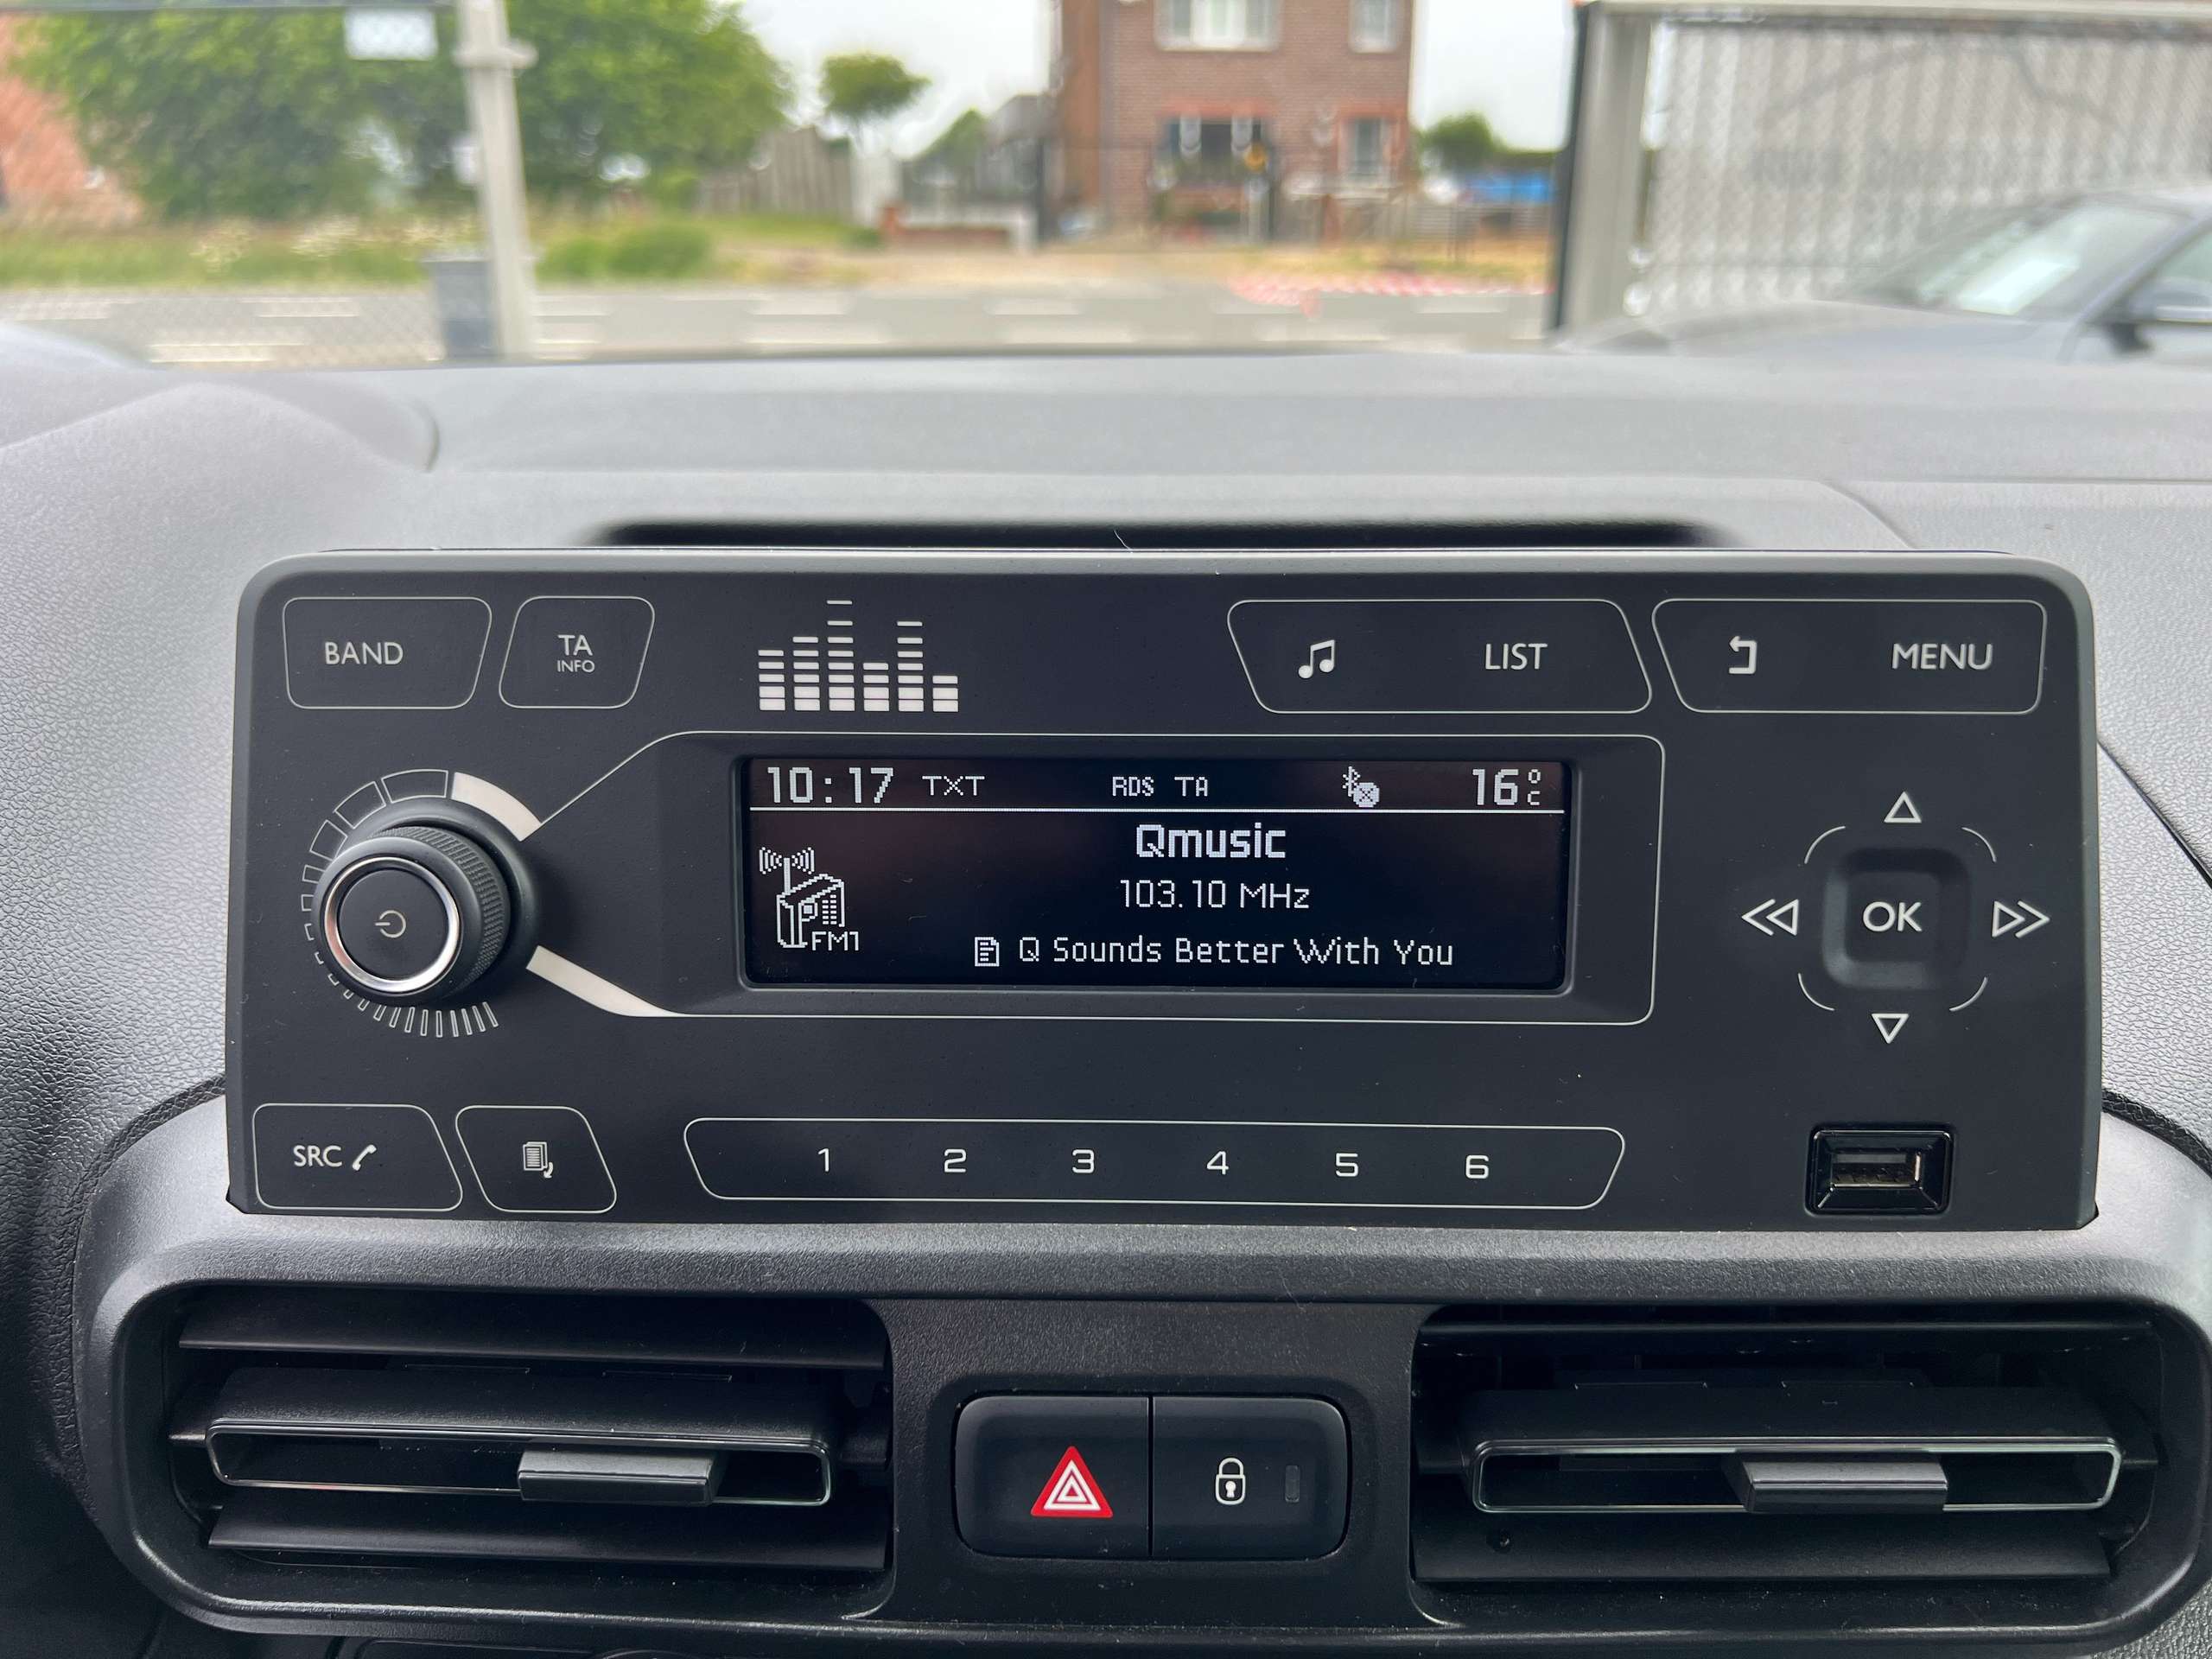 BAND
TA
INFO
LIST
MENU
10:17 TXT RDS TA 16°C
Qmusic
103.10 MHz
FM1
Q Sounds Better With You
OK
SRC
1 2 3 4 5 6